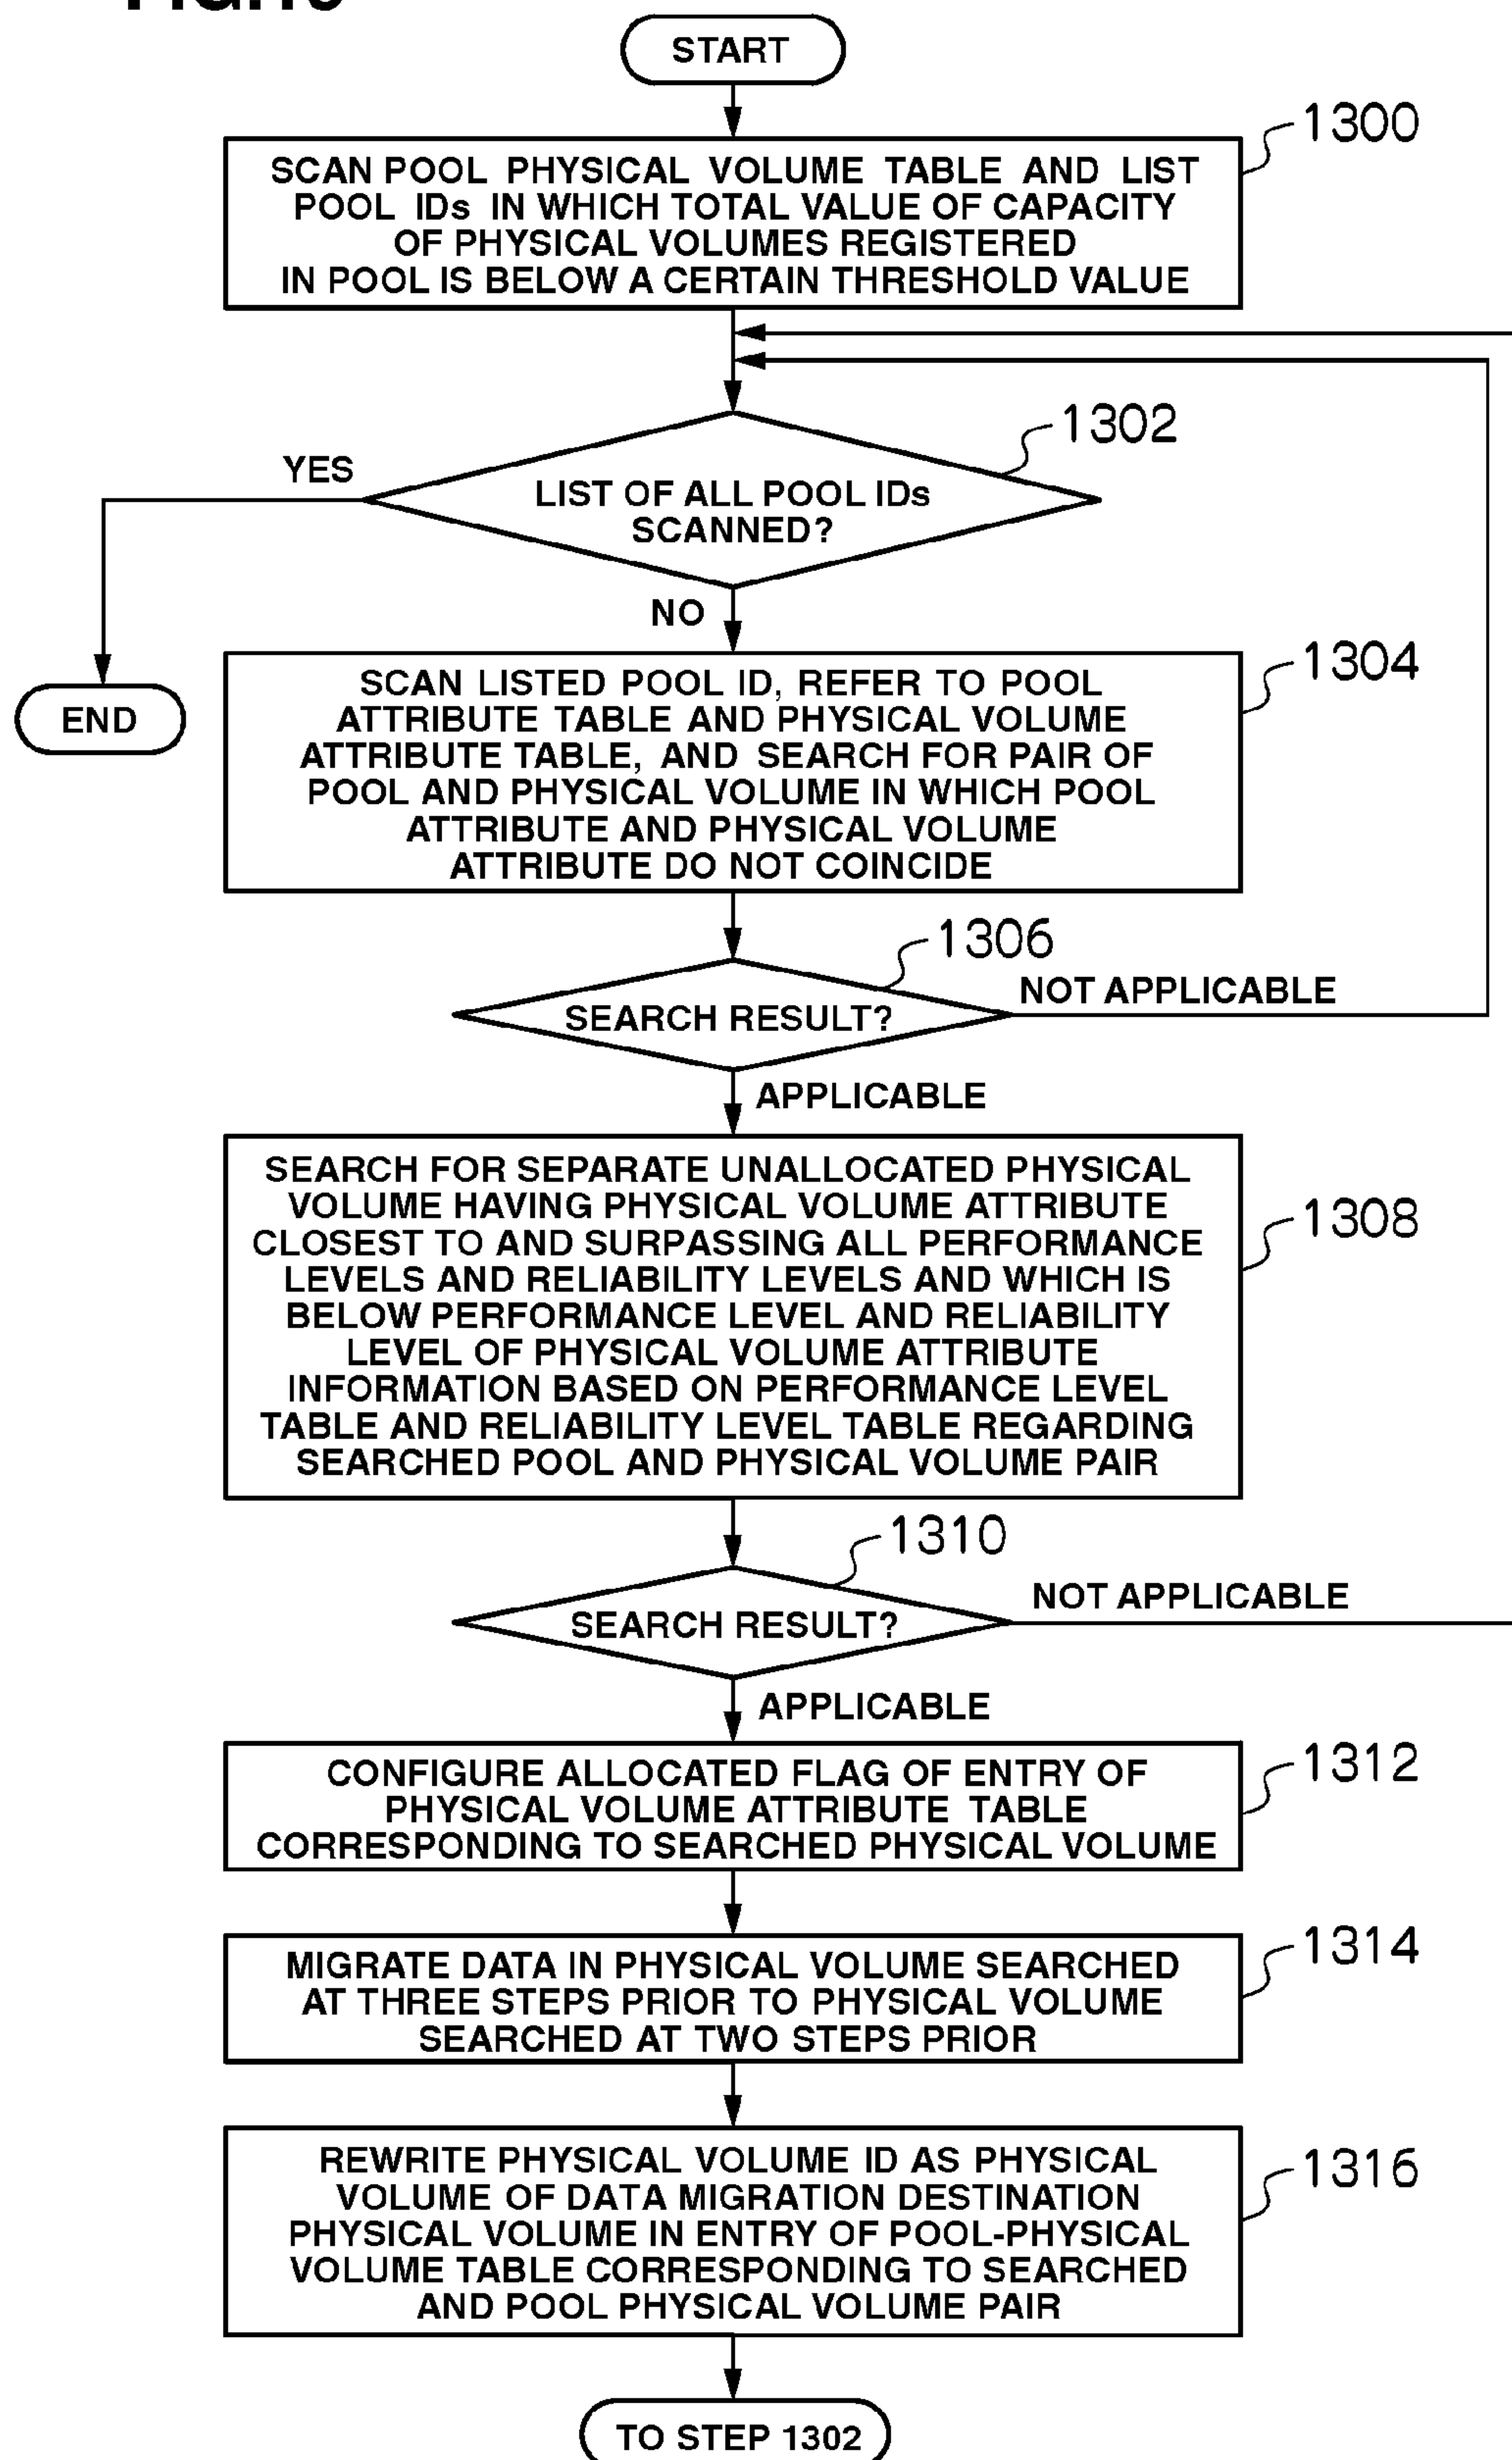 START
1300
SCAN POOL PHYSICAL VOLUME TABLE AND LIST
POOL IDs IN WHICH TOTAL VALUE OF CAPACITY
OF PHYSICAL VOLUMES REGISTERED
IN POOL IS BELOW A CERTAIN THRESHOLD VALUE
1302
YES
LIST OF ALL POOL IDs
SCANNED?
NO
END
1304
SCAN LISTED POOL ID, REFER TO POOL
ATTRIBUTE TABLE AND PHYSICAL VOLUME
ATTRIBUTE TABLE, AND SEARCH FOR PAIR OF
POOL AND PHYSICAL VOLUME IN WHICH POOL
ATTRIBUTE AND PHYSICAL VOLUME
ATTRIBUTE DO NOT COINCIDE
1306
NOT APPLICABLE
SEARCH RESULT?
APPLICABLE
SEARCH FOR SEPARATE UNALLOCATED PHYSICAL
VOLUME HAVING PHYSICAL VOLUME ATTRIBUTE
CLOSEST TO AND SURPASSING ALL PERFORMANCE
LEVELS AND RELIABILITY LEVELS AND WHICH IS
BELOW PERFORMANCE LEVEL AND RELIABILITY
LEVEL OF PHYSICAL VOLUME ATTRIBUTE
INFORMATION BASED ON PERFORMANCE LEVEL
TABLE AND RELIABILITY LEVEL TABLE REGARDING
SEARCHED POOL AND PHYSICAL VOLUME PAIR
1308
1310
NOT APPLICABLE
SEARCH RESULT?
APPLICABLE
1312
CONFIGURE ALLOCATED FLAG OF ENTRY OF
PHYSICAL VOLUME ATTRIBUTE TABLE
CORRESPONDING TO SEARCHED PHYSICAL VOLUME
1314
MIGRATE DATA IN PHYSICAL VOLUME SEARCHED
AT THREE STEPS PRIOR TO PHYSICAL VOLUME
SEARCHED AT TWO STEPS PRIOR
1316
REWRITE PHYSICAL VOLUME ID AS PHYSICAL
VOLUME OF DATA MIGRATION DESTINATION
PHYSICAL VOLUME IN ENTRY OF POOL-PHYSICAL
VOLUME TABLE CORRESPONDING TO SEARCHED
AND POOL PHYSICAL VOLUME PAIR
TO STEP 1302